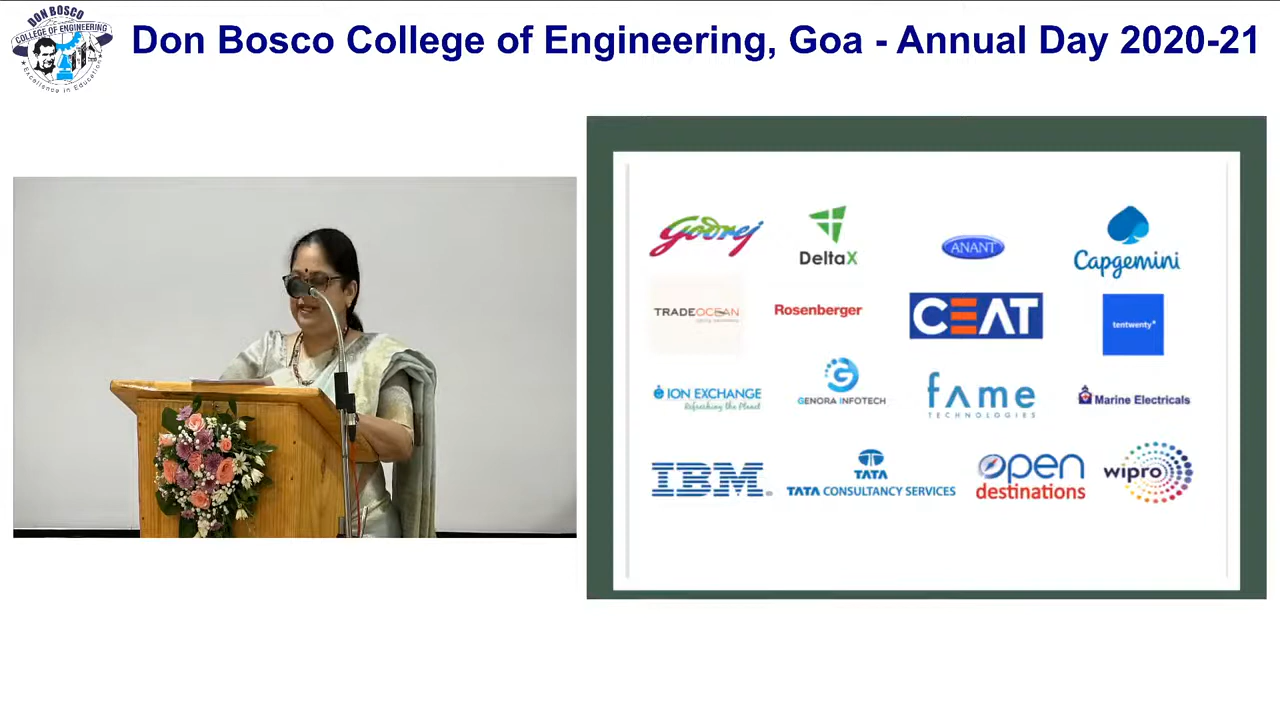 DON BOSCO
COLLEGE OF ENGINEERING
Excellence in Education
Don Bosco College of Engineering, Goa - Annual Day 2020-21
Godrej
DeltaX
ANANT
Capgemini
TRADEOCEAN
Rosenberger
CEAT
tentwenty
ION EXCHANGE
Refreshing the Planet
GENORA INFOTECH
fame
TECHNOLOGIES
Marine Electricals
IBM
TATA
TATA CONSULTANCY SERVICES
open
destinations
wipro